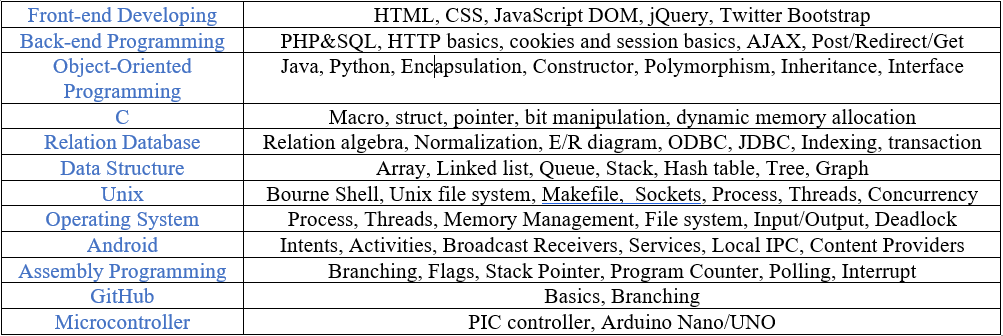 Front-end Developing HTML, CSS, JavaScript DOM, jQuery, Twitter Bootstrap
Back-end Programming PHP&SQL, HTTP basics, cookies and session basics, AJAX, Post/Redirect/Get
Object-Oriented Java, Python, Encapsulation, Constructor, Polymorphism, Inheritance, Interface
Programming
C Macro, struct, pointer, bit manipulation, dynamic memory allocation
Relation Database Relation algebra, Normalization, E/R diagram, ODBC, JDBC, Indexing, transaction
Data Structure Array, Linked list, Queue, Stack, Hash table, Tree, Graph
Unix Bourne Shell, Unix file system, Makefile, Sockets, Process, Threads, Concurrency
Operating System Process, Threads, Memory Management, File system, Input/Output, Deadlock
Android Intents, Activities, Broadcast Receivers, Services, Local IPC, Content Providers
Assembly Programming Branching, Flags, Stack Pointer, Program Counter, Polling, Interrupt
GitHub Basics, Branching
Microcontroller PIC controller, Arduino Nano/UNO